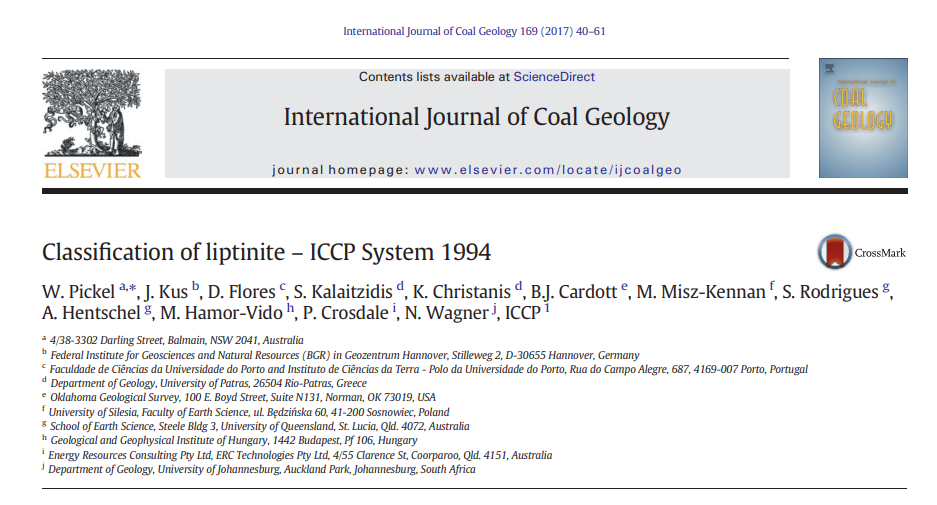 International Journal of Coal Geology 169 (2017) 40–61
Contents lists available at ScienceDirect
International Journal of Coal Geology
journal homepage: www.elsevier.com/locate/ijcoalgeo
ELSEVIER
COAL
GEOLOGY
Classification of liptinite – ICCP System 1994
CrossMark
W. Pickel a,*, J. Kus b, D. Flores c, S. Kalaitzidis d, K. Christanis d, B.J. Cardott e, M. Misz-Kennan f, S. Rodrigues g,
A. Hentschel g, M. Hamor-Vido h, P. Crosdale i, N. Wagner j, ICCP 1
a 4/38-3302 Darling Street, Balmain, NSW 2041, Australia
b Federal Institute for Geosciences and Natural Resources (BGR) in Geozentrum Hannover, Stilleweg 2, D-30655 Hannover, Germany
c Faculdade de Ciências da Universidade do Porto and Instituto de Ciências da Terra - Polo da Universidade do Porto, Rua do Campo Alegre, 687, 4169-007 Porto, Portugal
d Department of Geology, University of Patras, 26504 Rio-Patras, Greece
e Oklahoma Geological Survey, 100 E. Boyd Street, Suite N131, Norman, OK 73019, USA
f University of Silesia, Faculty of Earth Science, ul. Będzińska 60, 41-200 Sosnowiec, Poland
g School of Earth Science, Steele Bldg 3, University of Queensland, St. Lucia, Qld. 4072, Australia
h Geological and Geophysical Institute of Hungary, 1442 Budapest, Pf 106, Hungary
i Energy Resources Consulting Pty Ltd, ERC Technologies Pty Ltd, 4/55 Clarence St, Coorparoo, Qld. 4151, Australia
j Department of Geology, University of Johannesburg, Auckland Park, Johannesburg, South Africa